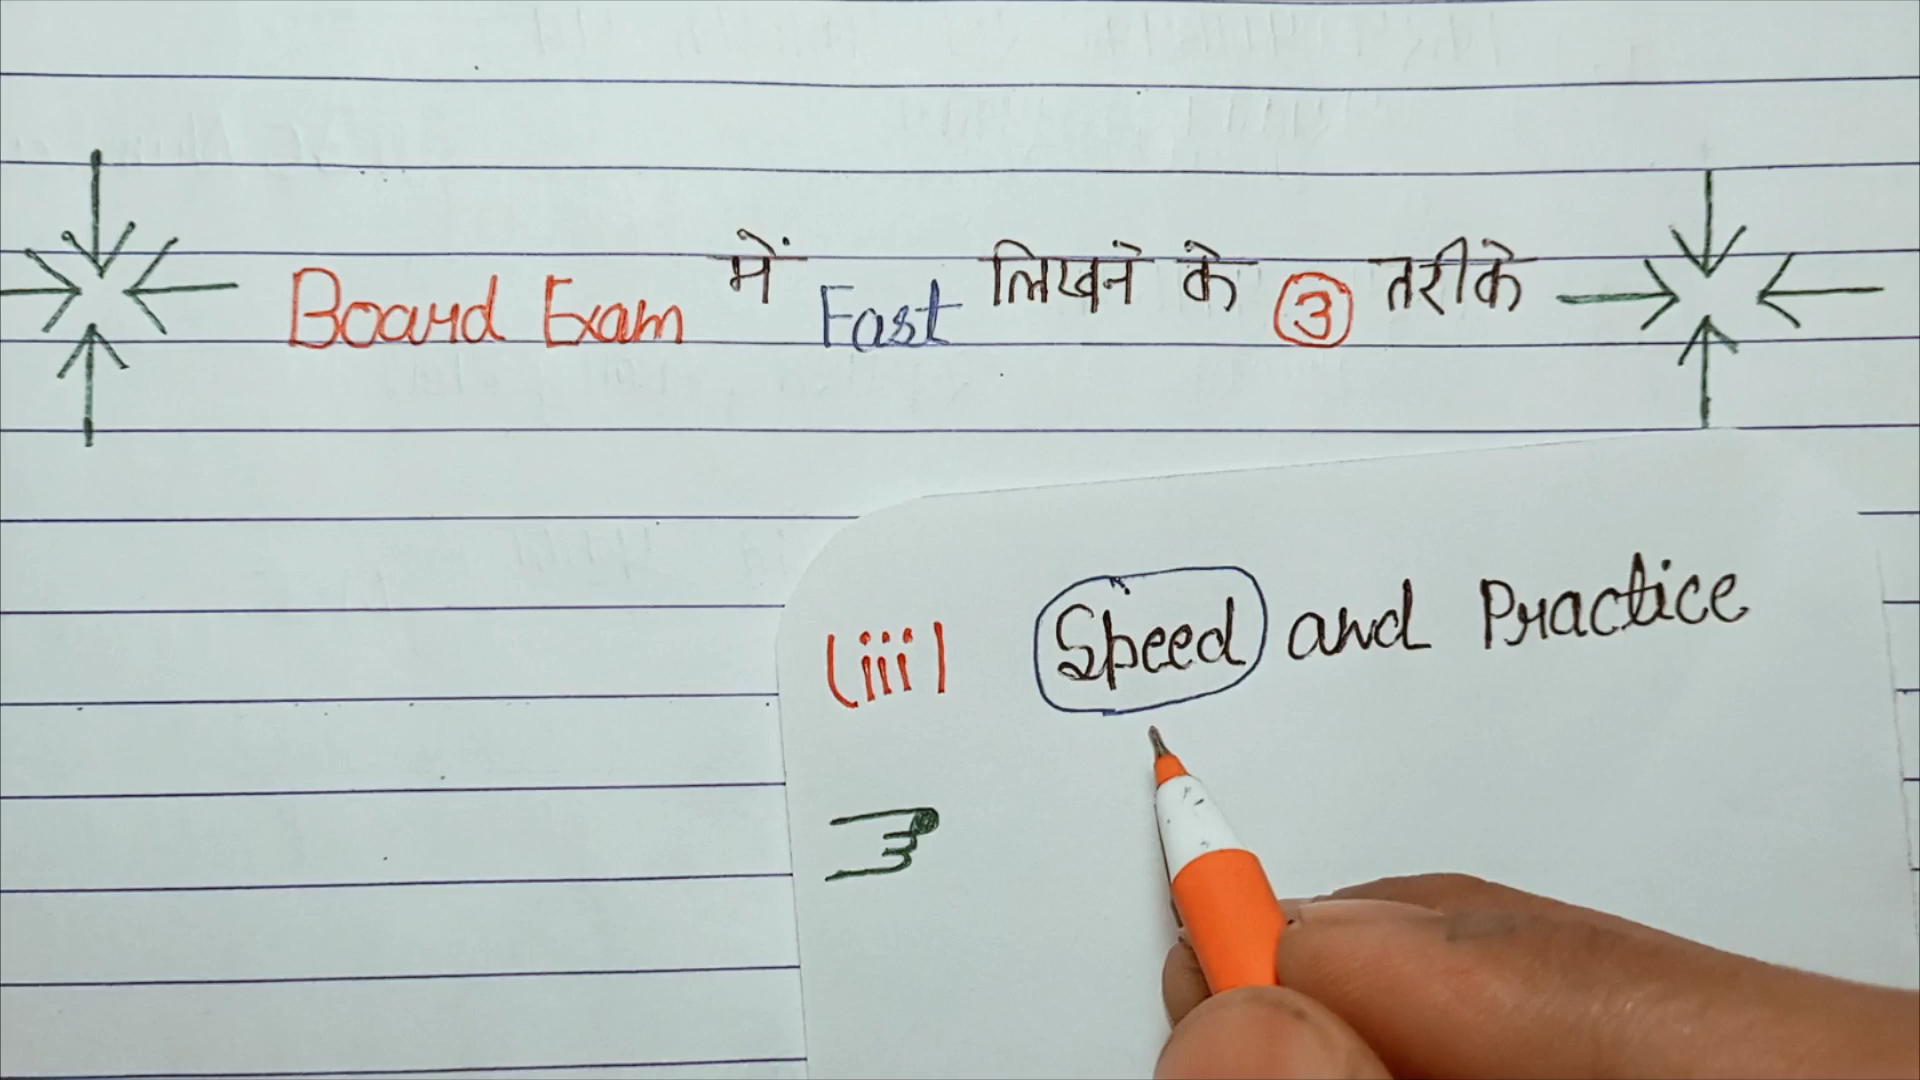 Board Exam में Fast लिखने के 3 तरीके
(iii) Speed and Practice